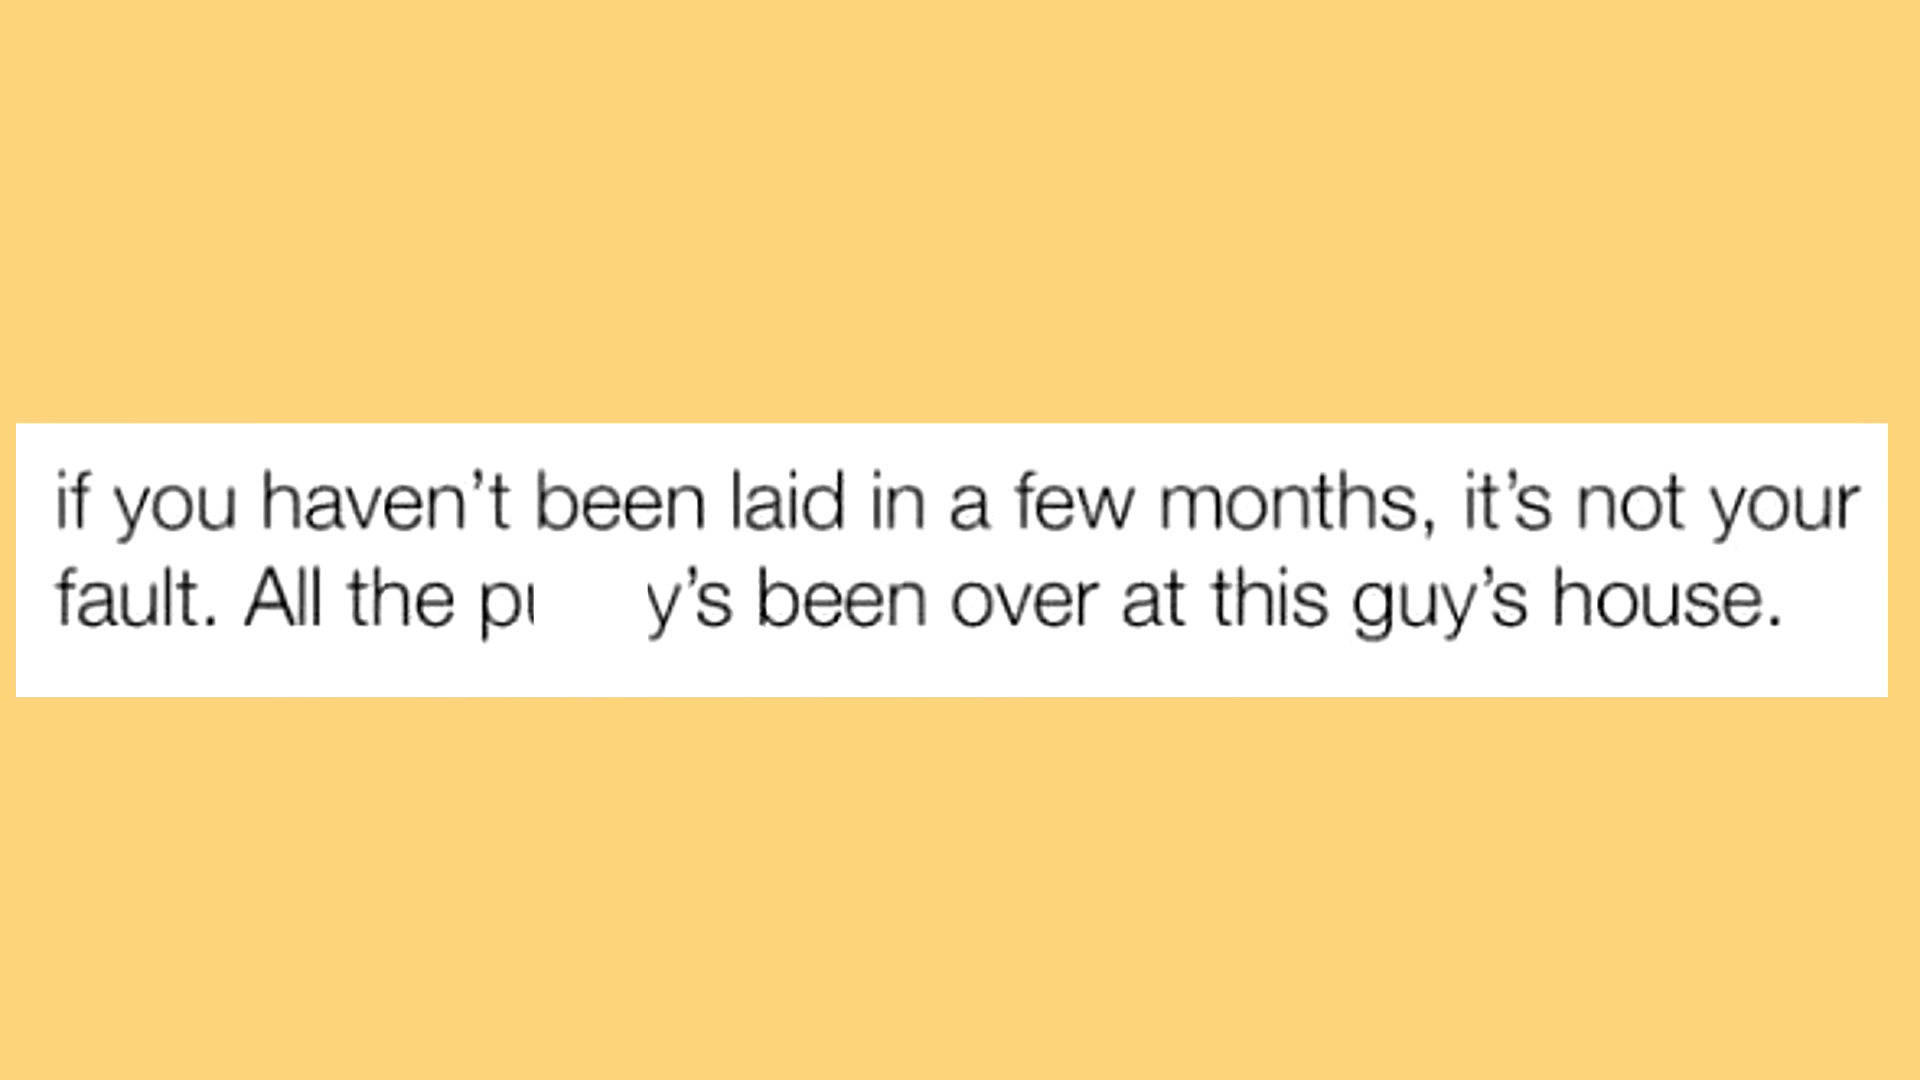 if you haven’t been laid in a few months, it’s not your
fault. All the p y’s been over at this guy’s house.